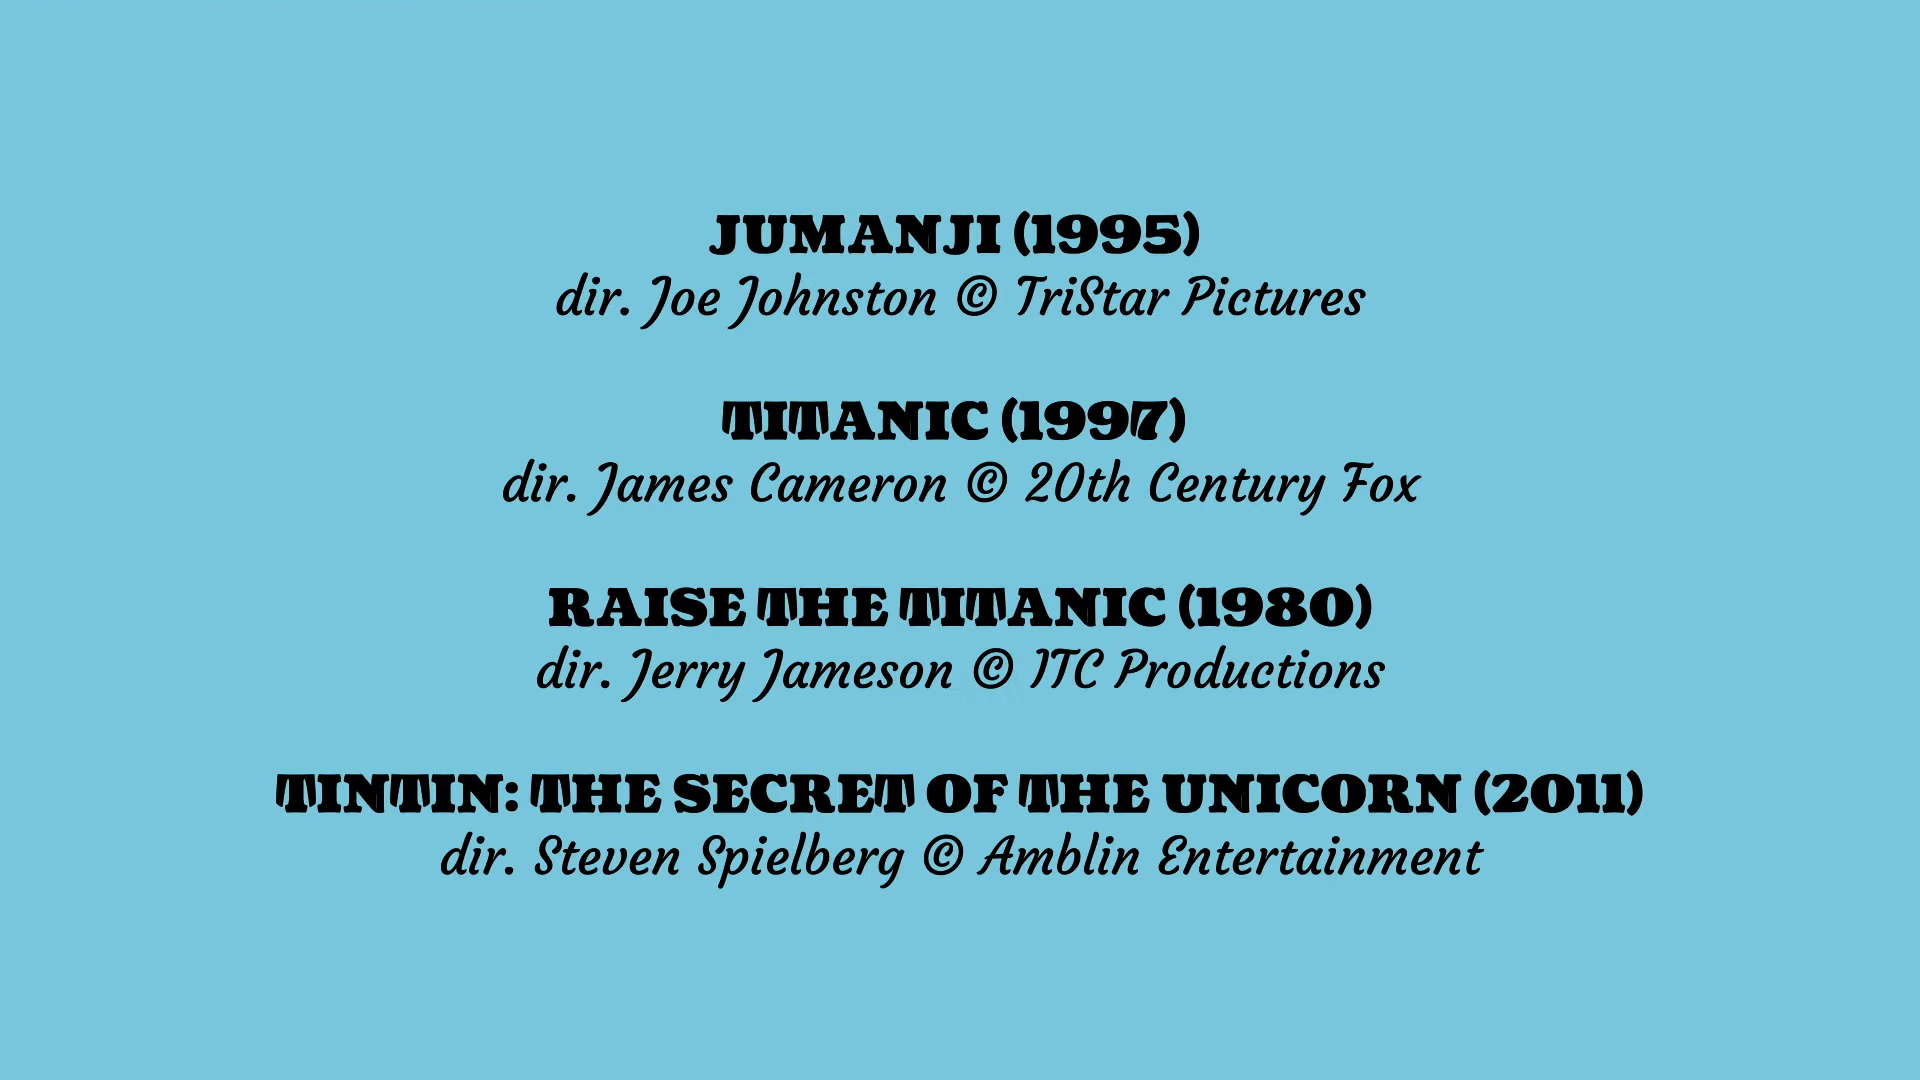 JUMANJI (1995)
dir. Joe Johnston © TriStar Pictures
TITANIC (1997)
dir. James Cameron © 20th Century Fox
RAISE THE TITANIC (1980)
dir. Jerry Jameson © ITC Productions
TINTIN: THE SECRET OF THE UNICORN (2011)
dir. Steven Spielberg © Amblin Entertainment